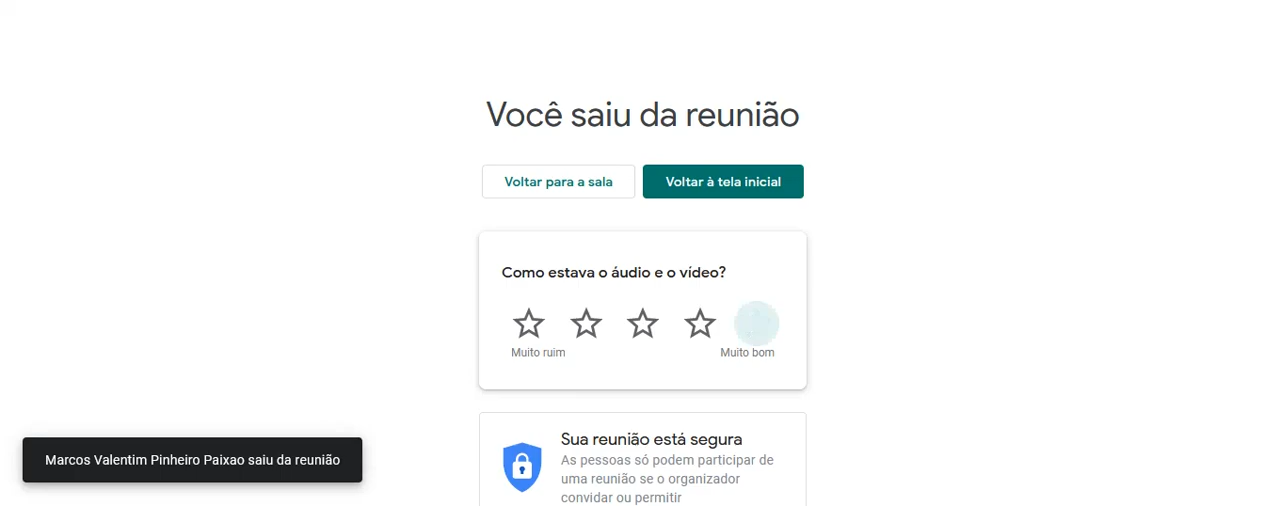 Você saiu da reunião
Voltar para a sala
Voltar à tela inicial
Como estava o áudio e o vídeo?
Muito ruim
Muito bom
Sua reunião está segura
As pessoas só podem participar de
uma reunião se o organizador
convidar ou permitir
Marcos Valentim Pinheiro Paixao saiu da reunião